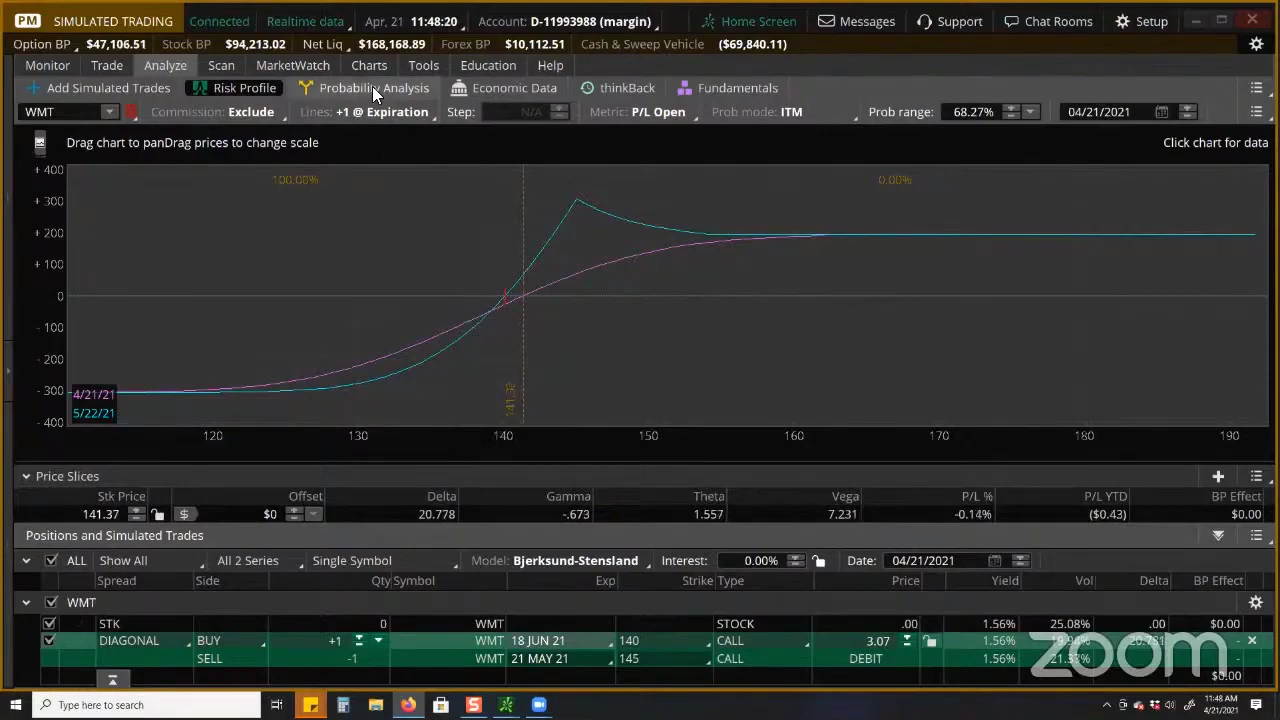 PM SIMULATED TRADING Connected Realtime data Apr, 21 11:48:20 Account: D-11993988 (margin) Home Screen Messages Support Chat Rooms Setup
Option BP $47,106.51 Stock BP $94,213.02 Net Liq $168,168.89 Forex BP $10,112.51 Cash & Sweep Vehicle ($69,840.11)
Monitor Trade Analyze Scan MarketWatch Charts Tools Education Help
Add Simulated Trades Risk Profile Probability Analysis Economic Data thinkBack Fundamentals
WMT Commission: Exclude Lines: +1 @ Expiration Step: N/A Metric: P/L Open Prob mode: ITM Prob range: 68.27% 04/21/2021
Drag chart to panDrag prices to change scale Click chart for data
+ 400
100.00% 0.00%
+ 300
+ 200
+ 100
0
- 100
- 200
- 300
4/21/21
141.37
5/22/21
- 400
120 130 140 150 160 170 180 190
Price Slices
Stk Price Offset Delta Gamma Theta Vega P/L % P/L YTD BP Effect
141.37 $ $0 20.778 -.673 1.557 7.231 -0.14% ($0.43) $0.00
Positions and Simulated Trades
ALL Show All All 2 Series Single Symbol Model: Bjerksund-Stensland Interest: 0.00% Date: 04/21/2021
Spread Side Qty Symbol Exp Strike Type Price Yield Vol Delta BP Effect
WMT
STK 0 WMT STOCK .00 1.56% 25.08% .00 $0.00
DIAGONAL BUY +1 WMT 18 JUN 21 140 CALL 3.07 1.56% -
SELL -1 WMT 21 MAY 21 145 CALL DEBIT 1.56% -
$0.00
zoom
Type here to search
11:48 AM
4/21/2021